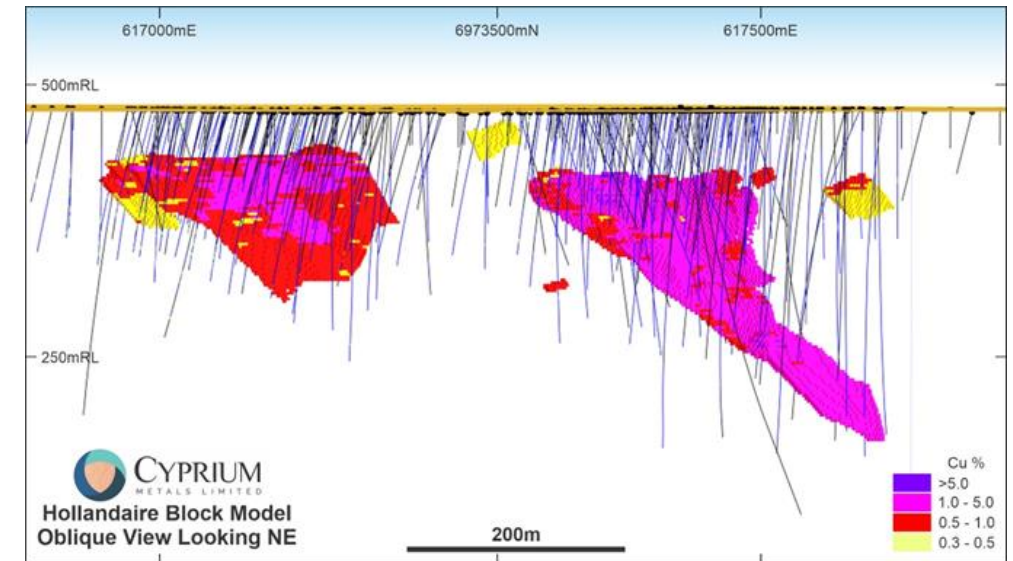 617000mE 6973500mN 617500mE
500mRL
250mRL
CYPRIUM
METALS LIMITED
Hollandaire Block Model
Oblique View Looking NE
200m
Cu %
>5.0
1.0 - 5.0
0.5 - 1.0
0.3 - 0.5